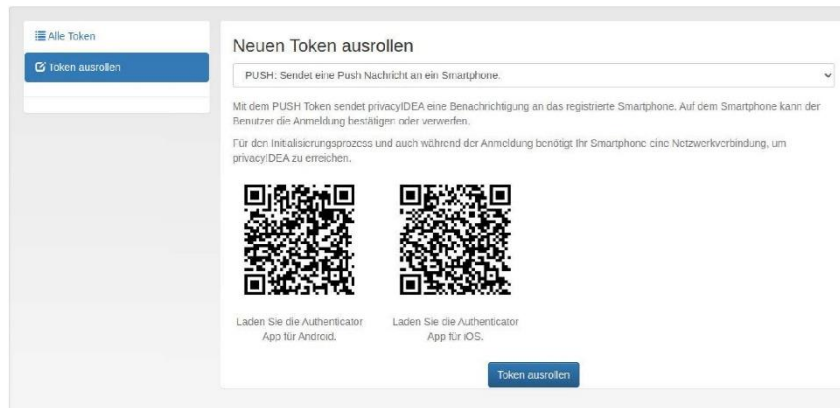 Alle Token
Token ausrollen
Neuen Token ausrollen
PUSH: Sendet eine Push Nachricht an ein Smartphone.
Mit dem PUSH Token sendet privacyIDEA eine Benachrichtigung an das registrierte Smartphone. Auf dem Smartphone kann der
Benutzer die Anmeldung bestätigen oder verwerfen.
Für den Initialisierungsprozess und auch während der Anmeldung benötigt Ihr Smartphone eine Netzwerkverbindung, um
privacyIDEA zu erreichen.
Laden Sie die Authenticator
App für Android.
Laden Sie die Authenticator
App für iOS.
Token ausrollen